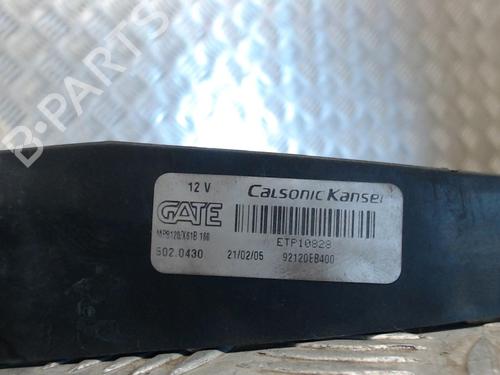 12 V Calsonic Kansei
GATE
ETP10828
502.0430 21/02/05 92120EB400
B-PARTS